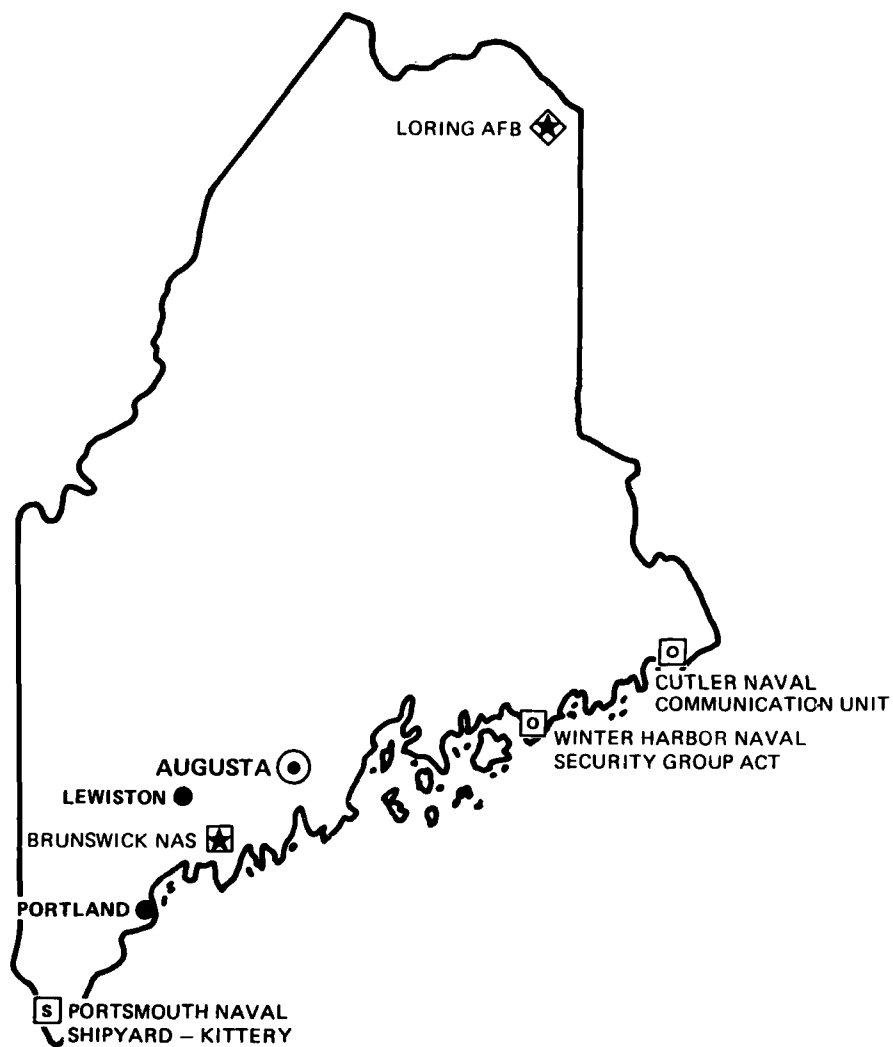 LORING AFB
O
CUTLER NAVAL
COMMUNICATION UNIT
O
WINTER HARBOR NAVAL
SECURITY GROUP ACT
AUGUSTA
LEWISTON
BRUNSWICK NAS
PORTLAND
S
PORTSMOUTH NAVAL
SHIPYARD – KITTERY